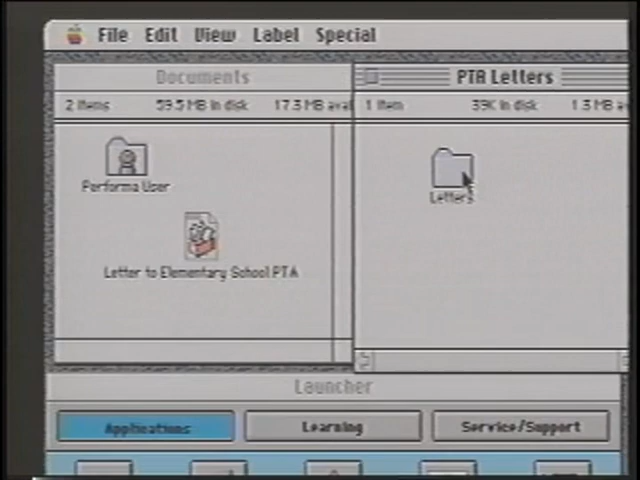 File Edit View Label Special
Documents
2 items 59.5 MB in disk 17.3 MB avai
Performa User
Letter to Elementary School PTA
PTA Letters
1 item 39K in disk 1.3 MB a
Letters
Launcher
Applications Learning Service/Support